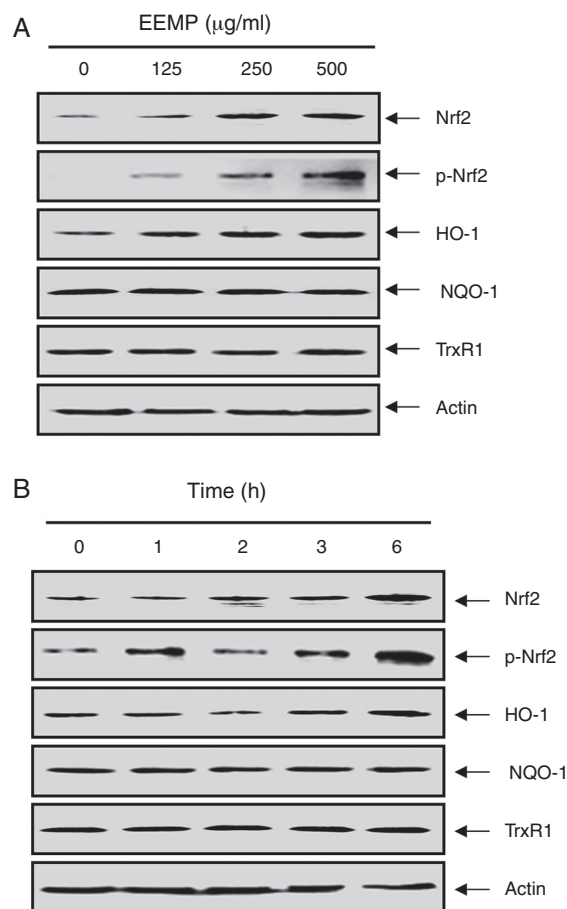 A
EEMP (μg/ml)
0 125 250 500
Nrf2
p-Nrf2
HO-1
NQO-1
TrxR1
Actin
B
Time (h)
0 1 2 3 6
Nrf2
p-Nrf2
HO-1
NQO-1
TrxR1
Actin